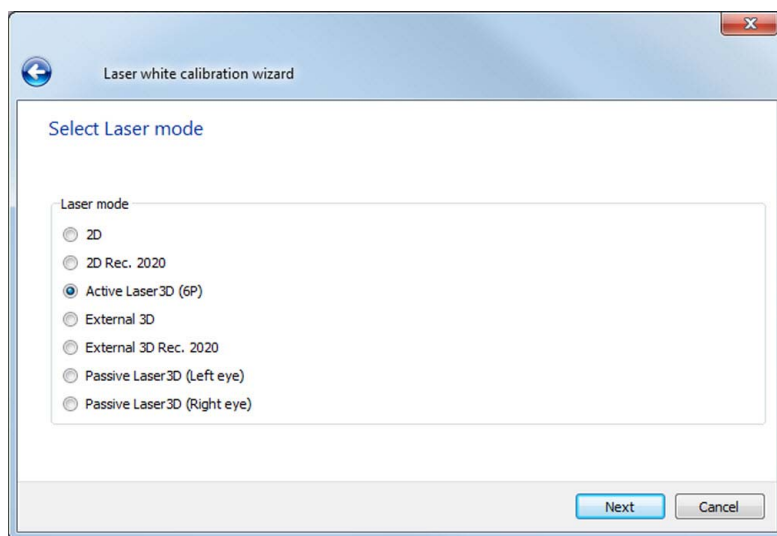 Laser white calibration wizard
Select Laser mode
Laser mode
2D
2D Rec. 2020
Active Laser3D (6P)
External 3D
External 3D Rec. 2020
Passive Laser3D (Left eye)
Passive Laser3D (Right eye)
Next Cancel